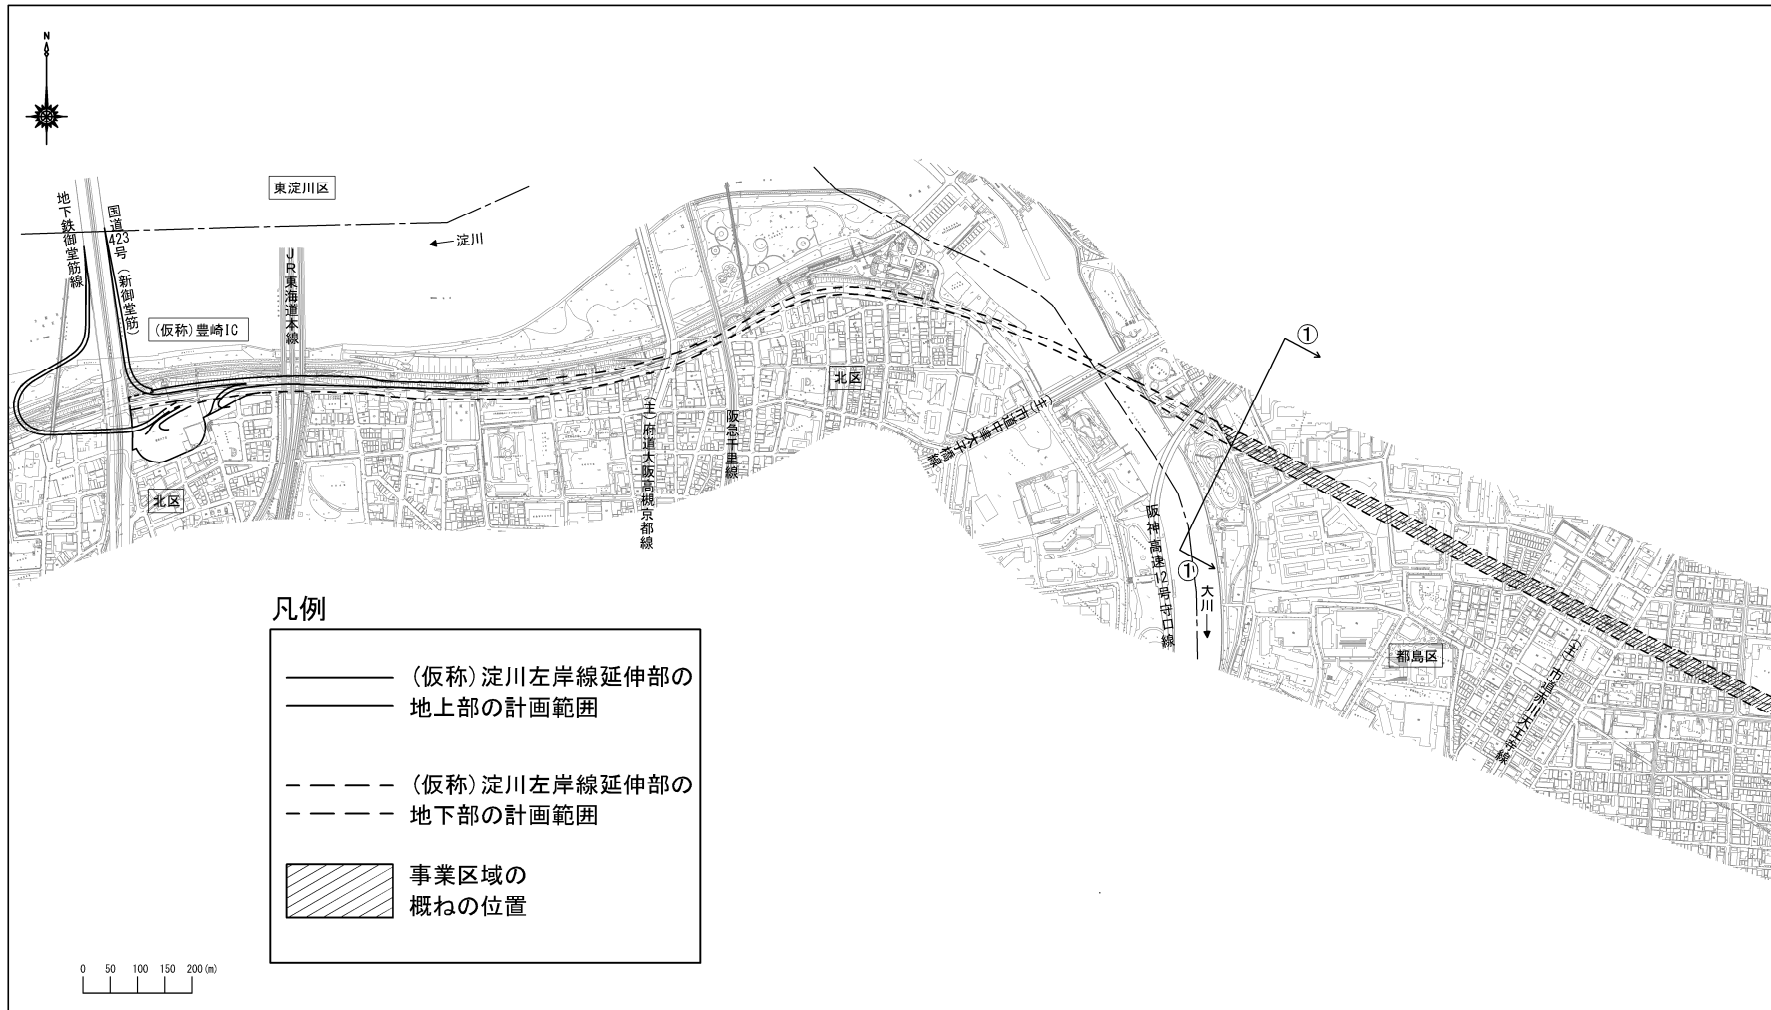 N
東淀川区
地下鉄御堂筋線
国道423号(新御堂筋)
←淀川
JR東海道本線
(仮称)豊崎IC
①
北区
(主)府道大阪高槻京都線
阪急千里線
(主)市道中津太子橋線
北区
阪神高速12号守口線
①
大川
都島区
(主)市道赤川天王寺線
凡例
(仮称)淀川左岸線延伸部の
地上部の計画範囲
(仮称)淀川左岸線延伸部の
地下部の計画範囲
事業区域の
概ねの位置
0 50 100 150 200(m)